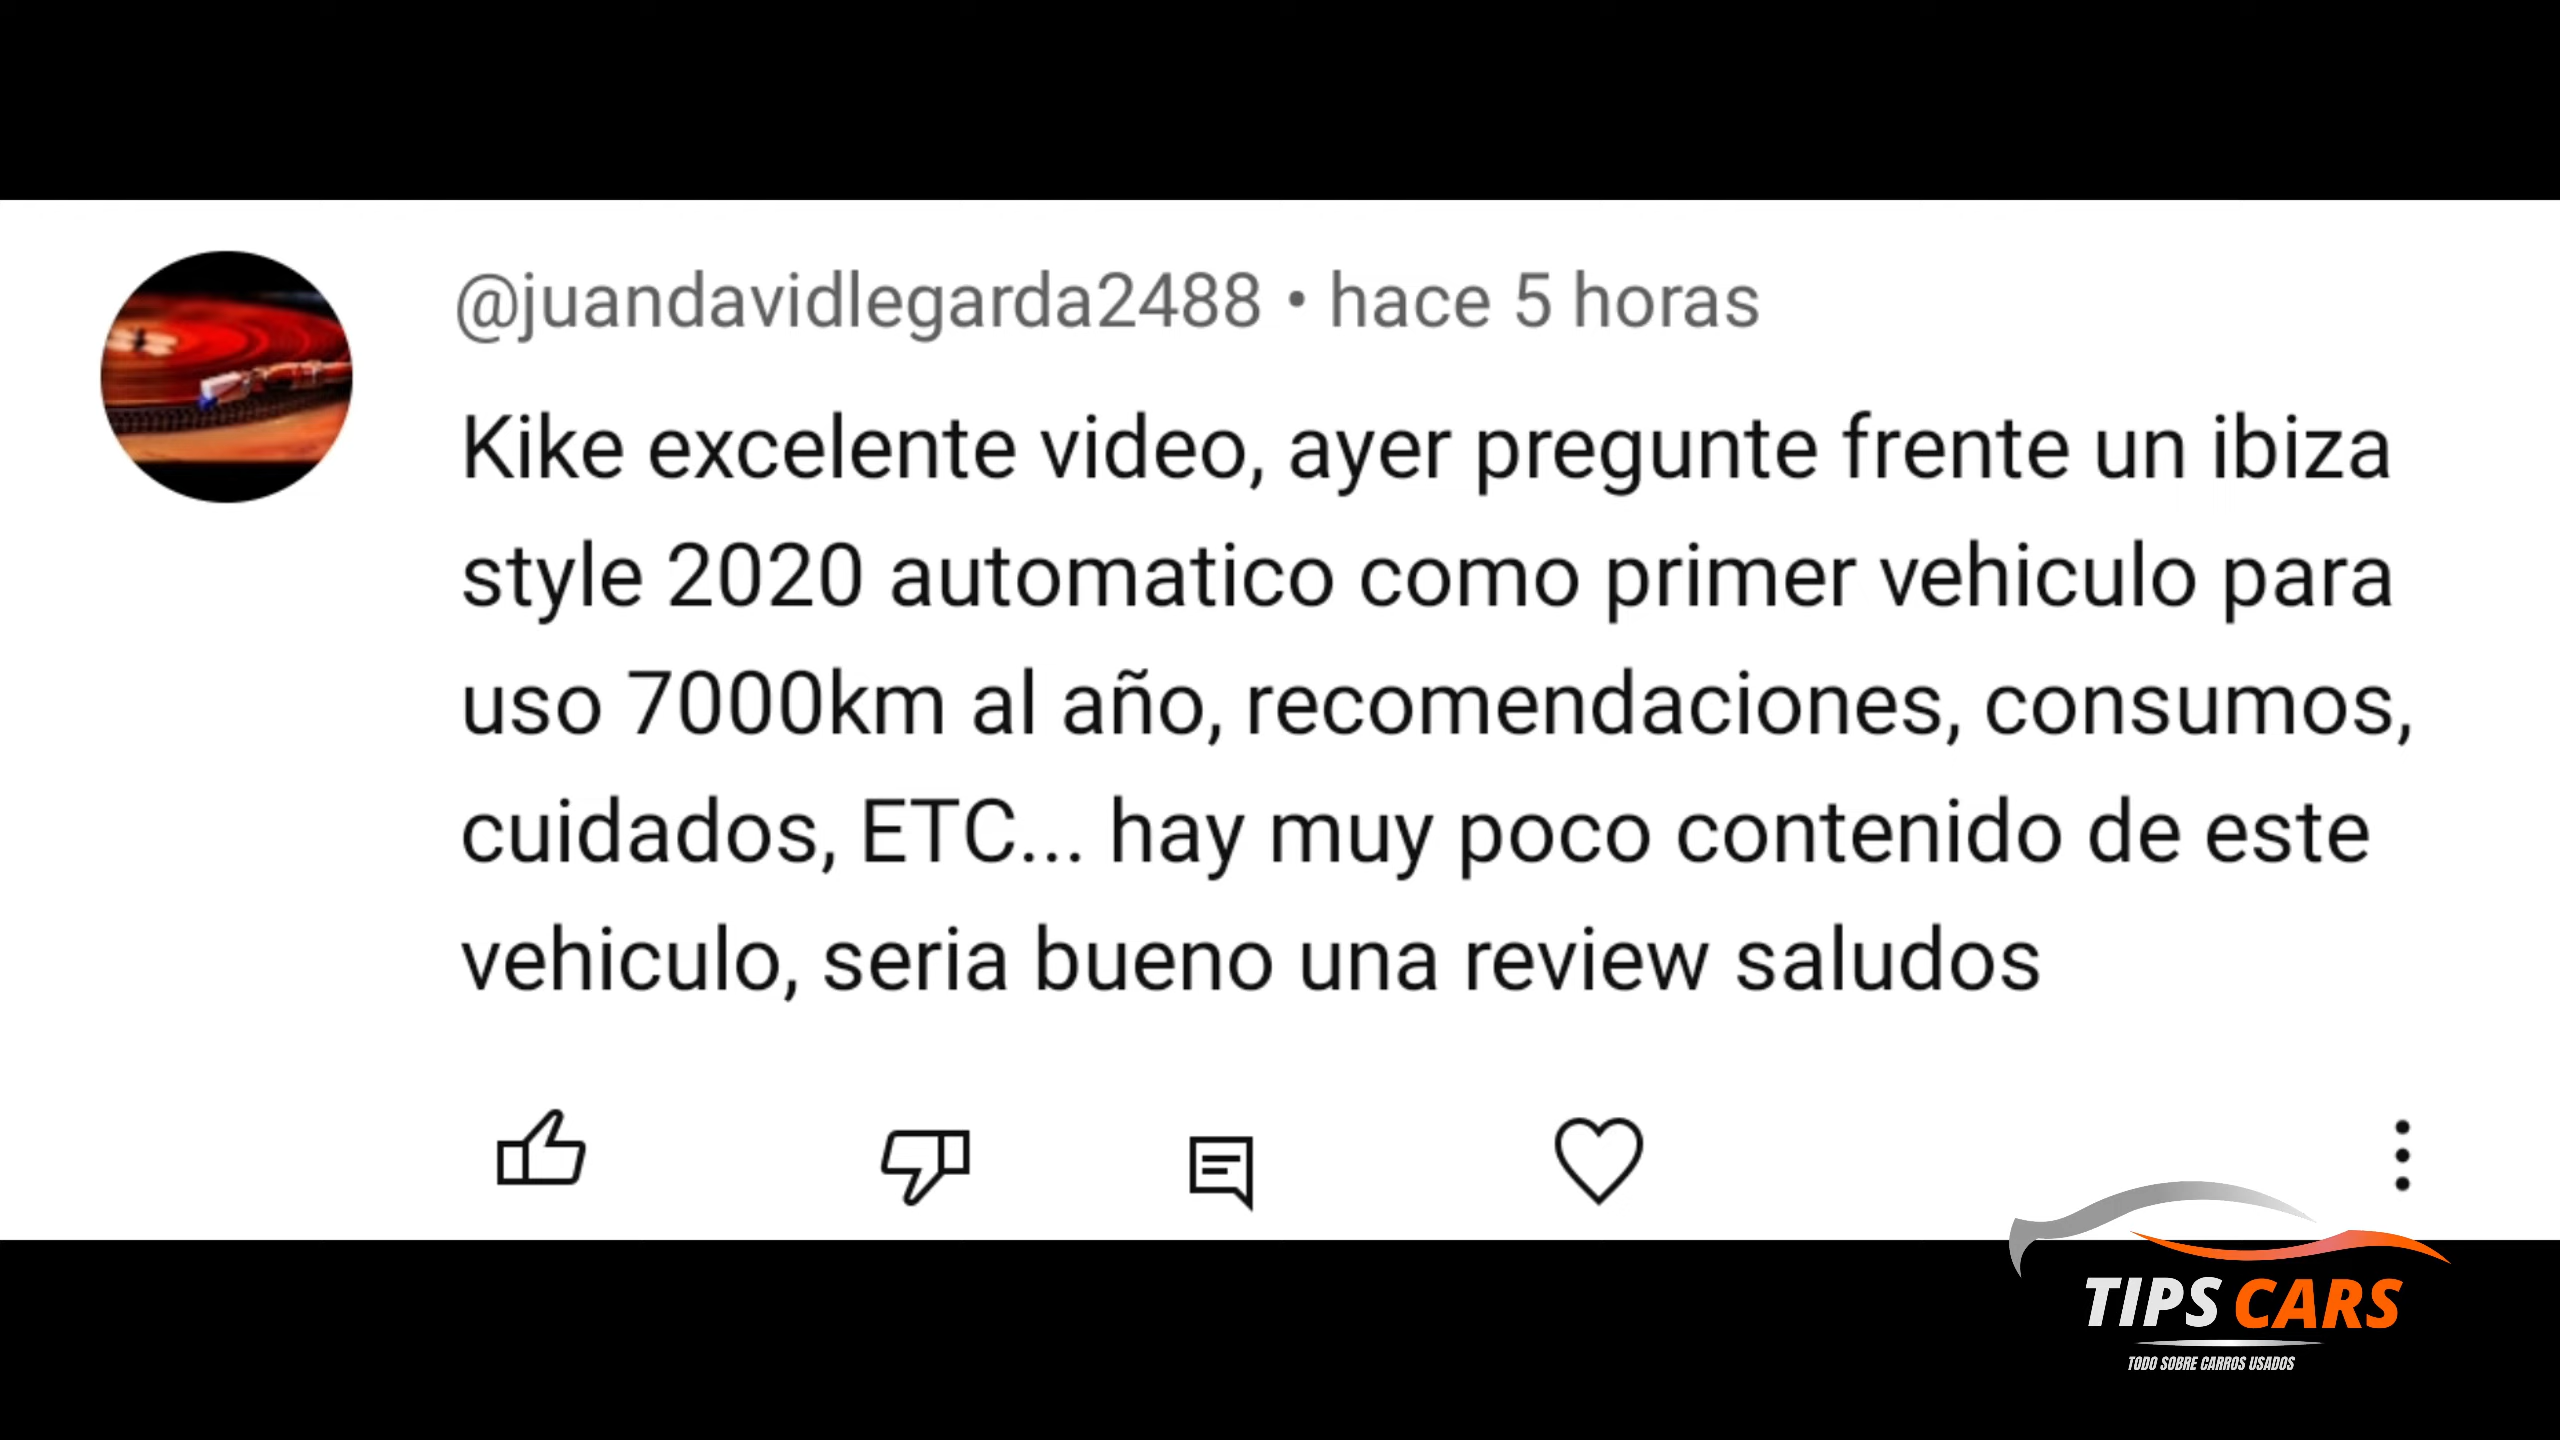 @juandavidlegarda2488 • hace 5 horas
Kike excelente video, ayer pregunte frente un ibiza
style 2020 automatico como primer vehiculo para
uso 7000km al año, recomendaciones, consumos,
cuidados, ETC... hay muy poco contenido de este
vehiculo, seria bueno una review saludos
TIPS CARS
TODO SOBRE CARROS USADOS